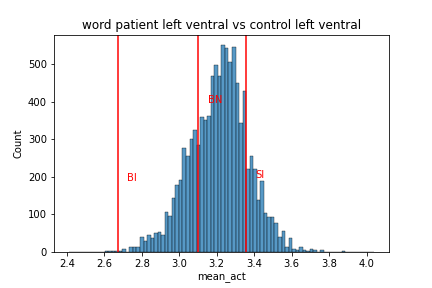 word patient left ventral vs control left ventral
Count
500
400
300
200
100
0
BN
BI
SI
2.4 2.6 2.8 3.0 3.2 3.4 3.6 3.8 4.0
mean_act